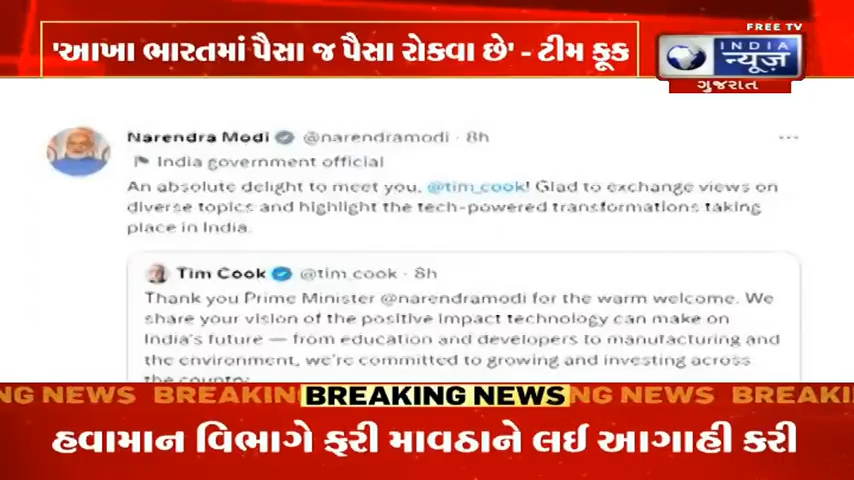 FREE TV
'આખા ભારતમાં પૈસા જ પૈસા રોકવા છે' - ટીમ કૂક
INDIA
न्यूज़
ગુજરાત
Narendra Modi @narendramodi · 8h
India government official
An absolute delight to meet you, @tim_cook! Glad to exchange views on
diverse topics and highlight the tech-powered transformations taking
place in India.
Tim Cook @tim_cook · 8h
Thank you Prime Minister @narendramodi for the warm welcome. We
share your vision of the positive impact technology can make on
India's future — from education and developers to manufacturing and
the environment, we're committed to growing and investing across
the country.
NG NEWS BREAKIN BREAKING NEWS NG NEWS BREAKI
હવામાન વિભાગે ફરી માવઠાને લઈ આગાહી કરી